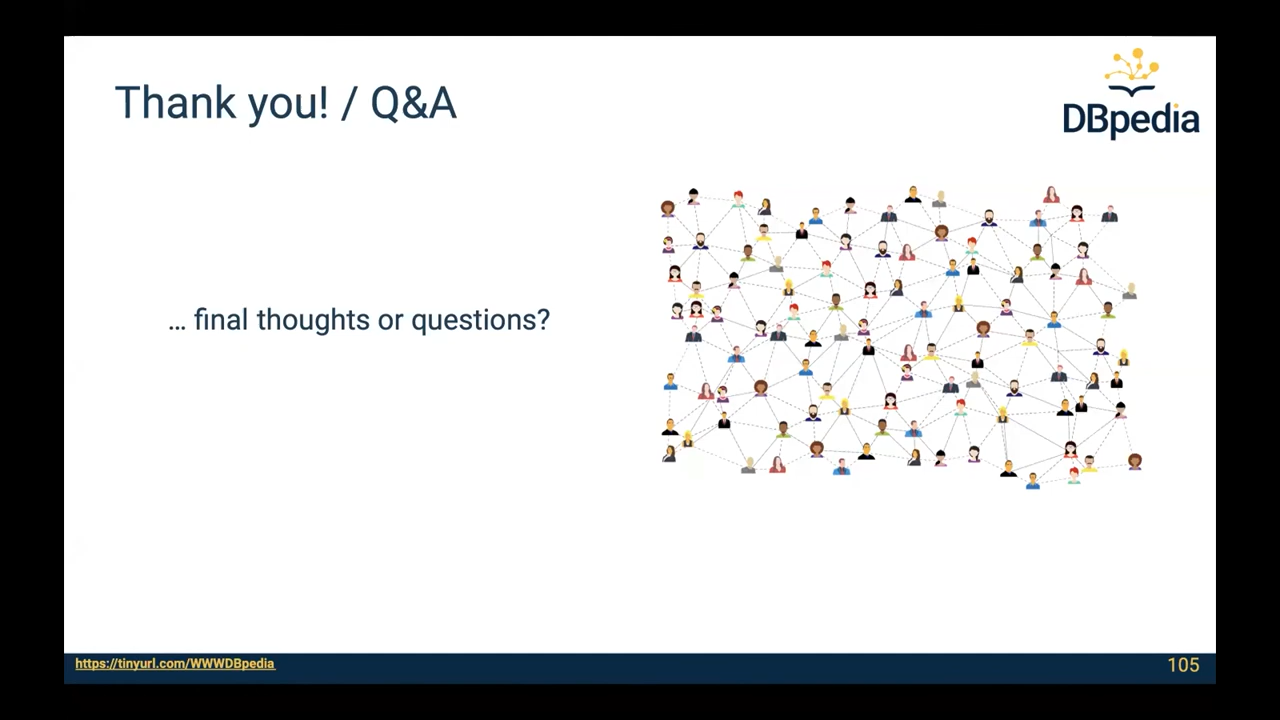 Thank you! / Q&A
DBpedia
... final thoughts or questions?
https://tinyurl.com/WWWDBpedia
105